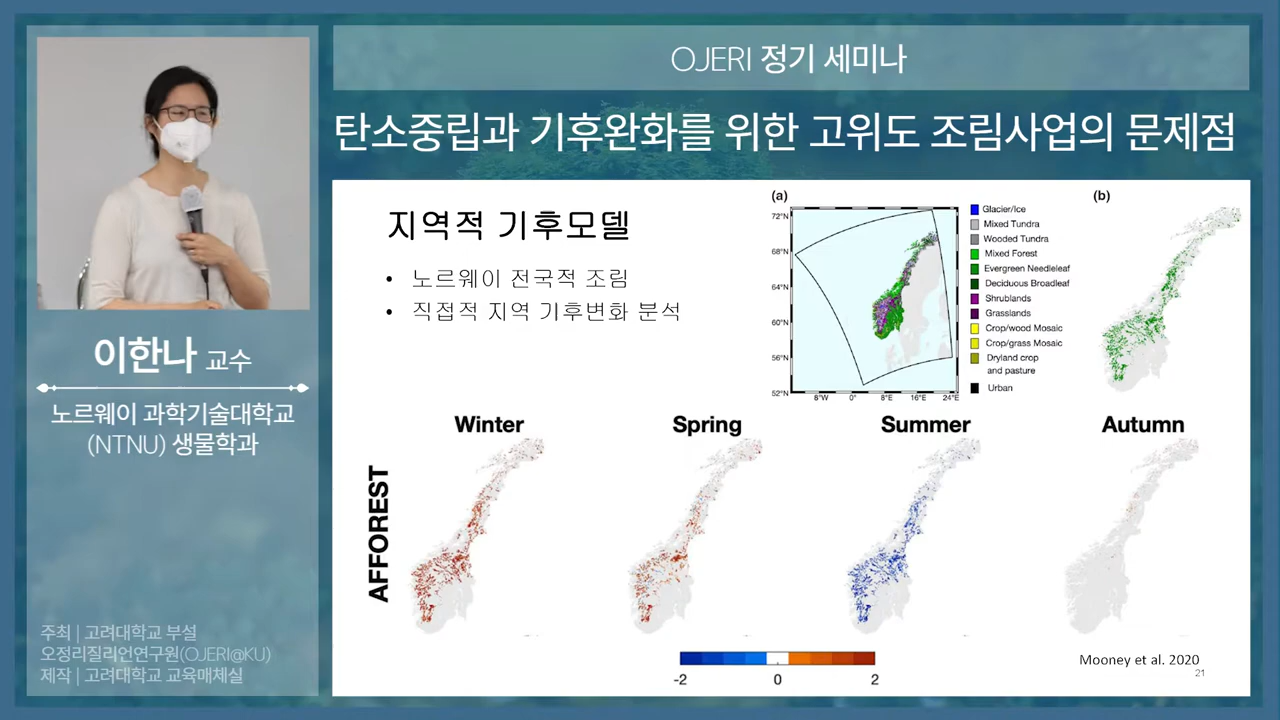 OJERI 정기 세미나
탄소중립과 기후완화를 위한 고위도 조림사업의 문제점
이한나 교수
노르웨이 과학기술대학교
(NTNU) 생물학과
주최 | 고려대학교 부설
오정리질리언연구원(OJERI@KU)
제작 | 고려대학교 교육매체실
지역적 기후모델
• 노르웨이 전국적 조림
• 직접적 지역 기후변화 분석
(a)
72°N
68°N
64°N
60°N
56°N
52°N
8°W
0°
8°E
16°E
24°E
Glacier/Ice
Mixed Tundra
Wooded Tundra
Mixed Forest
Evergreen Needleleaf
Deciduous Broadleaf
Shrublands
Grasslands
Crop/wood Mosaic
Crop/grass Mosaic
Dryland crop
and pasture
Urban
(b)
Winter
Spring
Summer
Autumn
AFFOREST
-2
0
2
Mooney et al. 2020
21